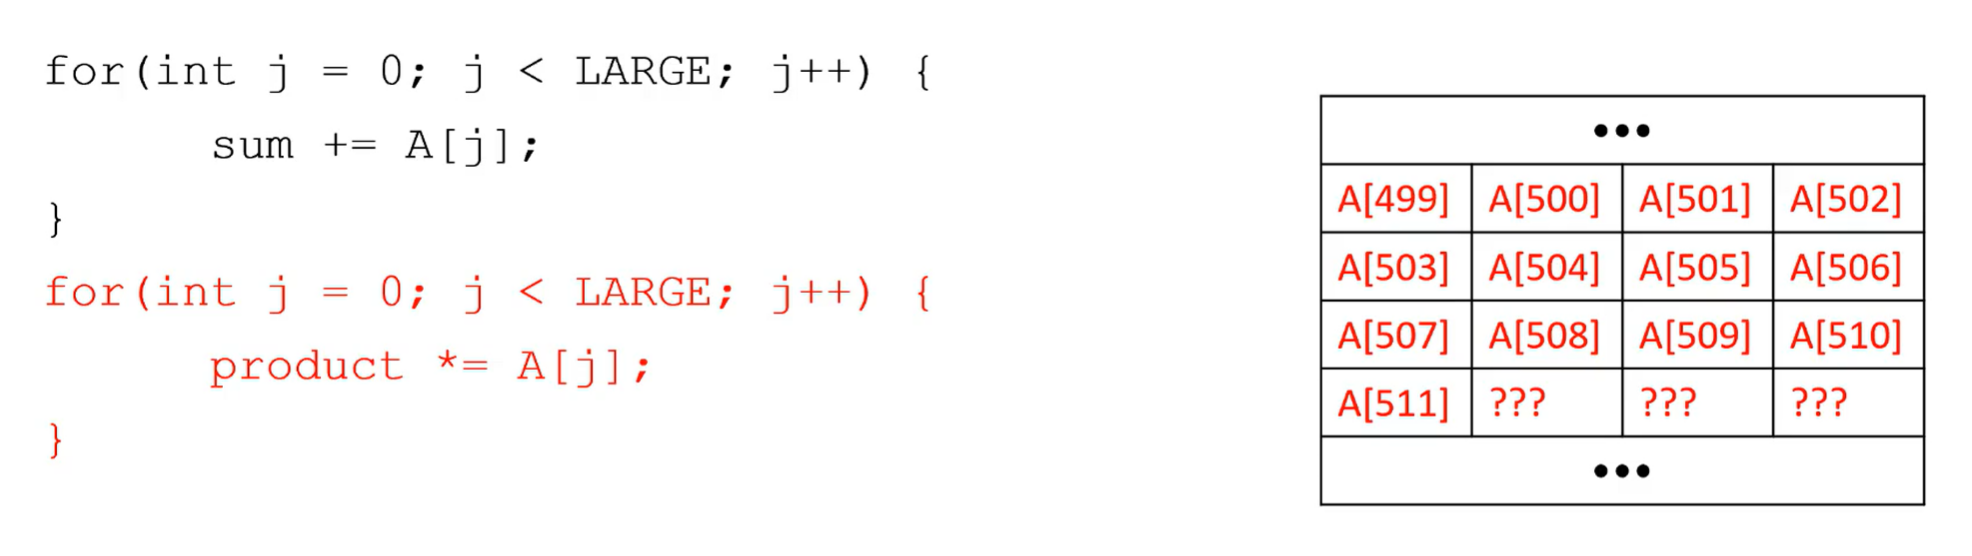 for(int j = 0; j < LARGE; j++) {
sum += A[j];
}
for(int j = 0; j < LARGE; j++) {
product *= A[j];
}
•••
A[499] A[500] A[501] A[502]
A[503] A[504] A[505] A[506]
A[507] A[508] A[509] A[510]
A[511] ??? ??? ???
•••